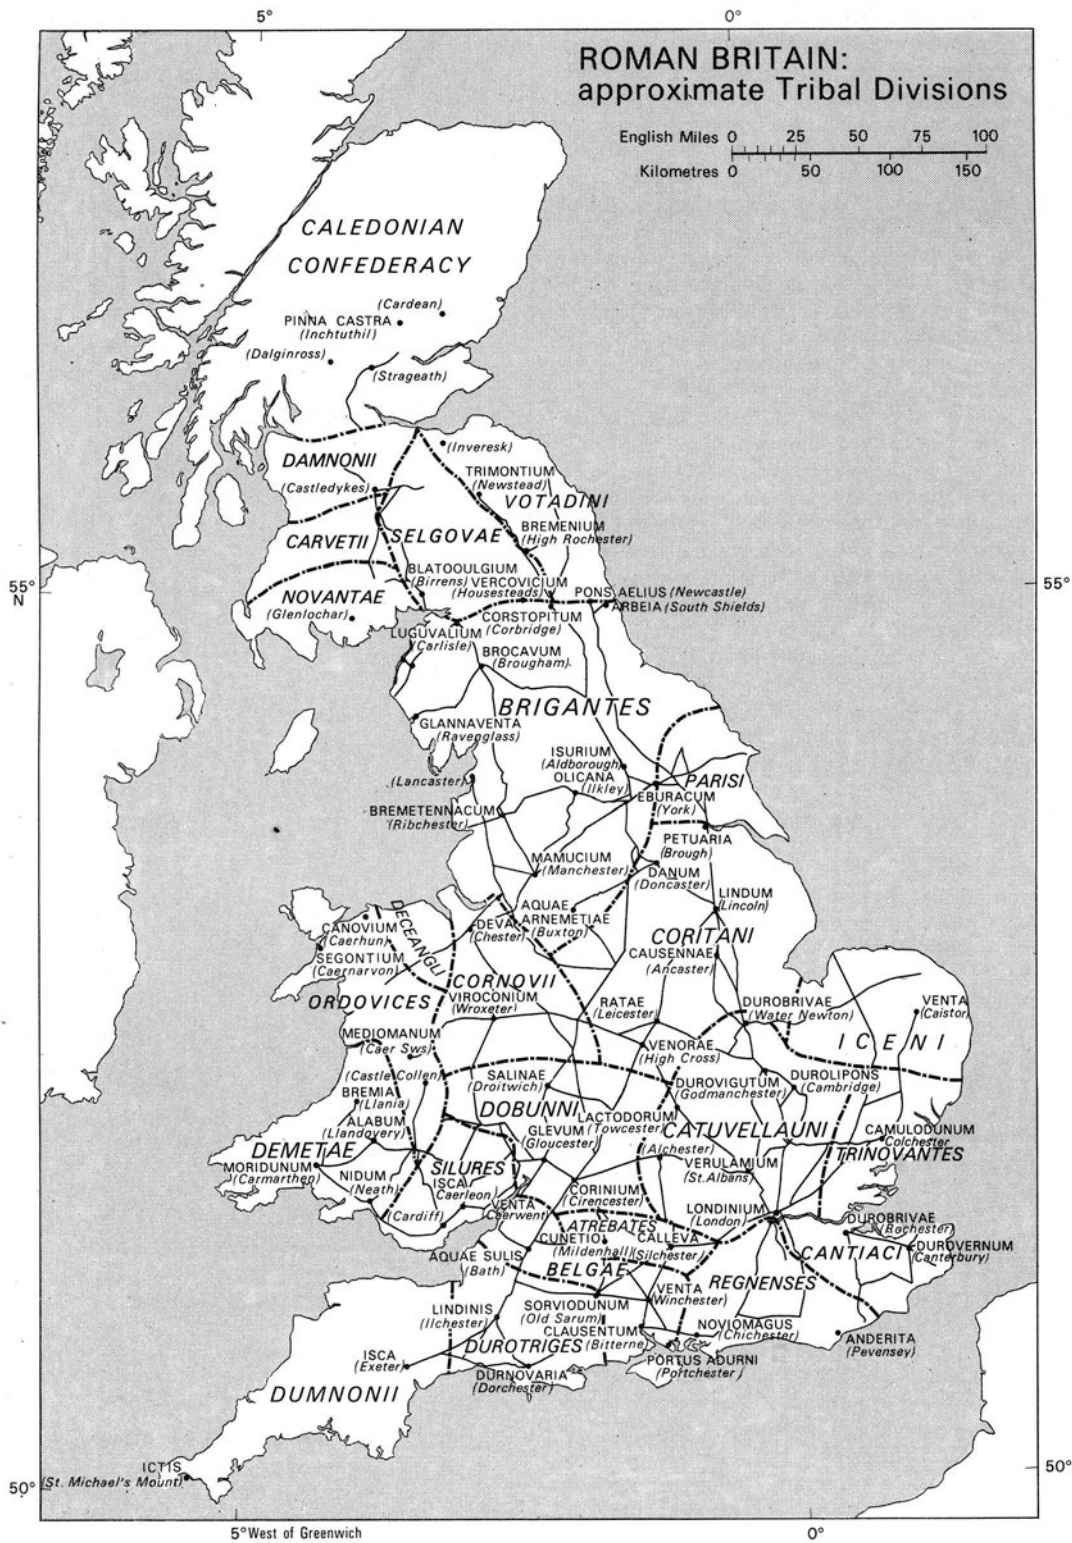 5°
0°
ROMAN BRITAIN:
approximate Tribal Divisions
English Miles 0 25 50 75 100
Kilometres 0 50 100 150
CALEDONIAN
CONFEDERACY
(Cardean)
PINNA CASTRA
(Inchtuthil)
(Dalginross)
(Strageath)
(Inveresk)
DAMNONII
(Castledykes)
TRIMONTIUM
(Newstead)
VOTADINI
SELGOVAE
BREMENIUM
(High Rochester)
CARVETII
BLATOOULGIUM
(Birrens)
VERCOVICIUM
(Housesteads)
55°
N
55°
NOVANTAE
(Glenlochar)
PONS AELIUS (Newcastle)
ARBEIA (South Shields)
CORSTOPITUM
(Corbridge)
LUGUVALIUM
(Carlisle)
BROCAVUM
(Brougham)
BRIGANTES
GLANNAVENTA
(Ravenglass)
ISURIUM
(Aldborough)
OLICANA
(Ilkley)
(Lancaster)
PARISI
EBURACUM
(York)
BREMETENNACUM
(Ribchester)
PETUARIA
(Brough)
MAMUCIUM
(Manchester)
DANUM
(Doncaster)
LINDUM
(Lincoln)
AQUAE
ARNEMETIAE
(Buxton)
DECEANGLI
CANOVIUM
(Caerhun)
DEVA
(Chester)
SEGONTIUM
(Caernarvon)
CORITANI
CAUSENNAE
(Ancaster)
CORNOVII
VIROCONIUM
(Wroxeter)
ORDOVICES
RATAE
(Leicester)
DUROBRIVAE
(Water Newton)
VENTA
(Caistor)
ICENI
MEDIOMANUM
(Caer Sws)
VENORAE
(High Cross)
(Castle Collen)
SALINAE
(Droitwich)
DUROVIGUTUM
(Godmanchester)
DUROLIPONS
(Cambridge)
BREMIA
(Llania)
DOBUNNI
LACTODORUM
(Towcester)
ALABUM
(Llandovery)
GLEVUM
(Gloucester)
CATUVELLAUNI
CAMULODUNUM
Colchester
DEMETAE
(Alchester)
TRINOVANTES
MORIDUNUM
(Carmarthen)
SILURES
VERULAMIUM
(St.Albans)
NIDUM
(Neath)
ISCA
Caerleon
CORINIUM
(Cirencester)
(Cardiff)
VENTA
Caerwent
LONDINIUM
(London)
ATREBATES
DUROBRIVAE
(Rochester)
CUNETIO
(Mildenhall)
CALLEVA
(Silchester)
AQUAE SULIS
(Bath)
CANTIACI
DUROVERNUM
(Canterbury)
BELGAE
REGNENSES
VENTA
(Winchester)
LINDINIS
(Ilchester)
SORVIODUNUM
(Old Sarum)
CLAUSENTUM
(Bitterne)
NOVIOMAGUS
(Chichester)
ANDERITA
(Pevensey)
DUROTRIGES
ISCA
(Exeter)
PORTUS ADURNI
(Portchester)
DURNOVARIA
(Dorchester)
DUMNONII
ICTIS
(St. Michael's Mount)
50°
50°
5° West of Greenwich
0°